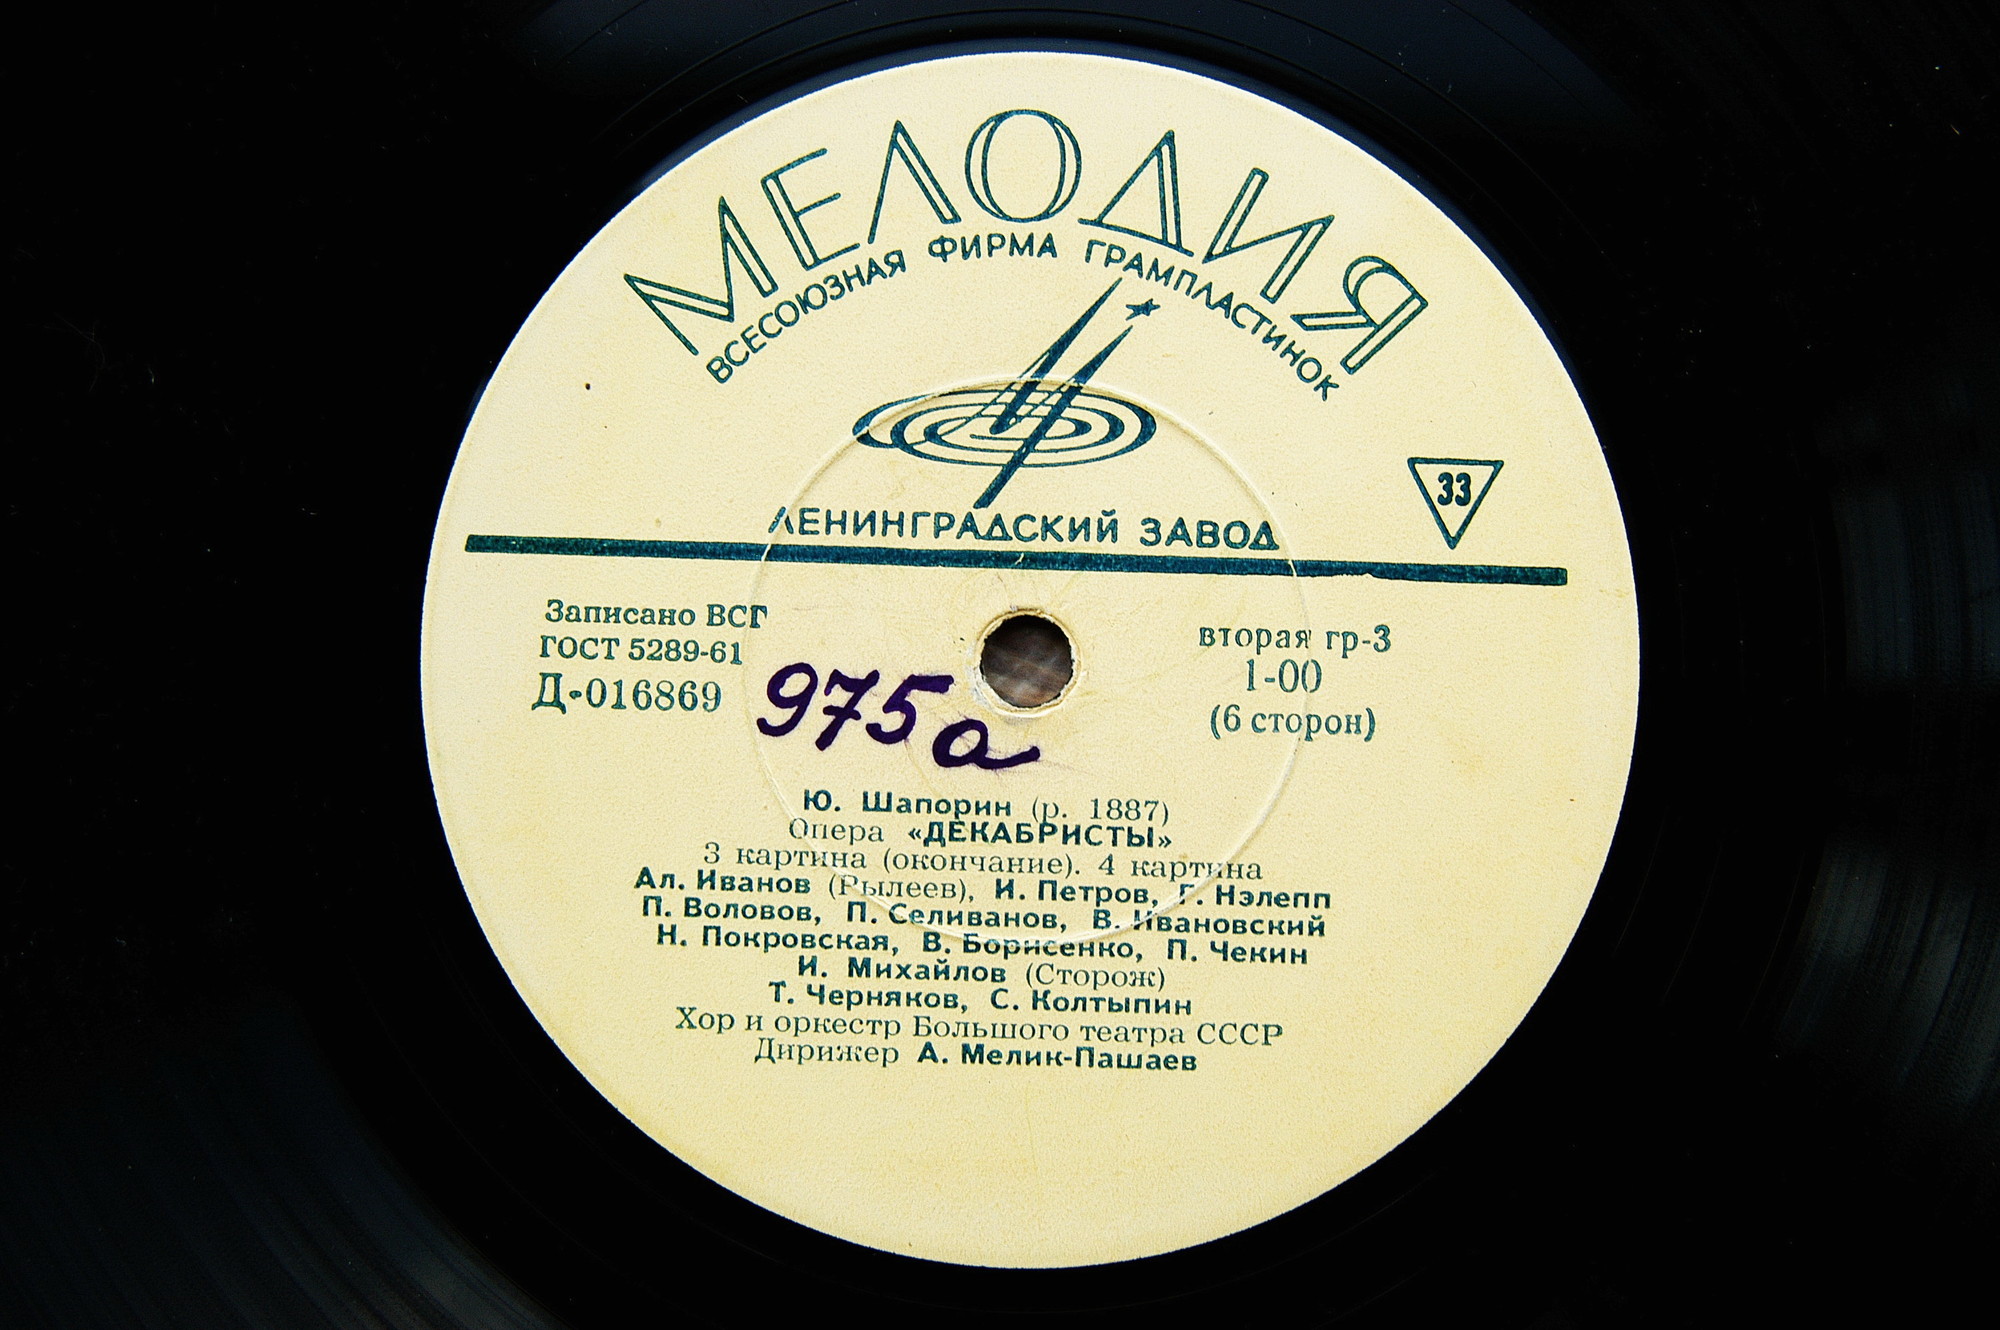 МЕЛОДИЯ
ВСЕСОЮЗНАЯ ФИРМА ГРАМПЛАСТИНОК
33
ЛЕНИНГРАДСКИЙ ЗАВОД
Записано ВСГ
ГОСТ 5289-61
Д-016869
вторая гр-3
1-00
(6 сторон)
975а
Ю. Шапорин (р. 1887)
Опера «ДЕКАБРИСТЫ»
3 картина (окончание). 4 картина
Ал. Иванов (Рылеев), И. Петров, Г. Нэлепп
П. Воловов, П. Селиванов, В. Ивановский
Н. Покровская, В. Борисенко, П. Чекин
И. Михайлов (Сторож)
Т. Черняков, С. Колтыпин
Хор и оркестр Большого театра СССР
Дирижер А. Мелик-Пашаев